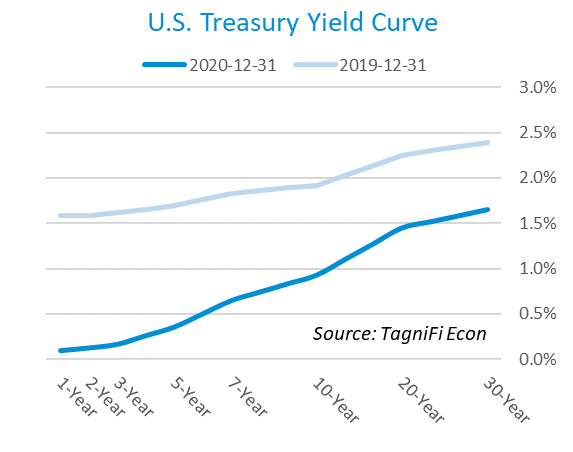 U.S. Treasury Yield Curve
2020-12-31 2019-12-31
3.0%
2.5%
2.0%
1.5%
1.0%
0.5%
Source: TagniFi Econ
0.0%
1-Year 2-Year 3-Year 5-Year 7-Year 10-Year 20-Year 30-Year